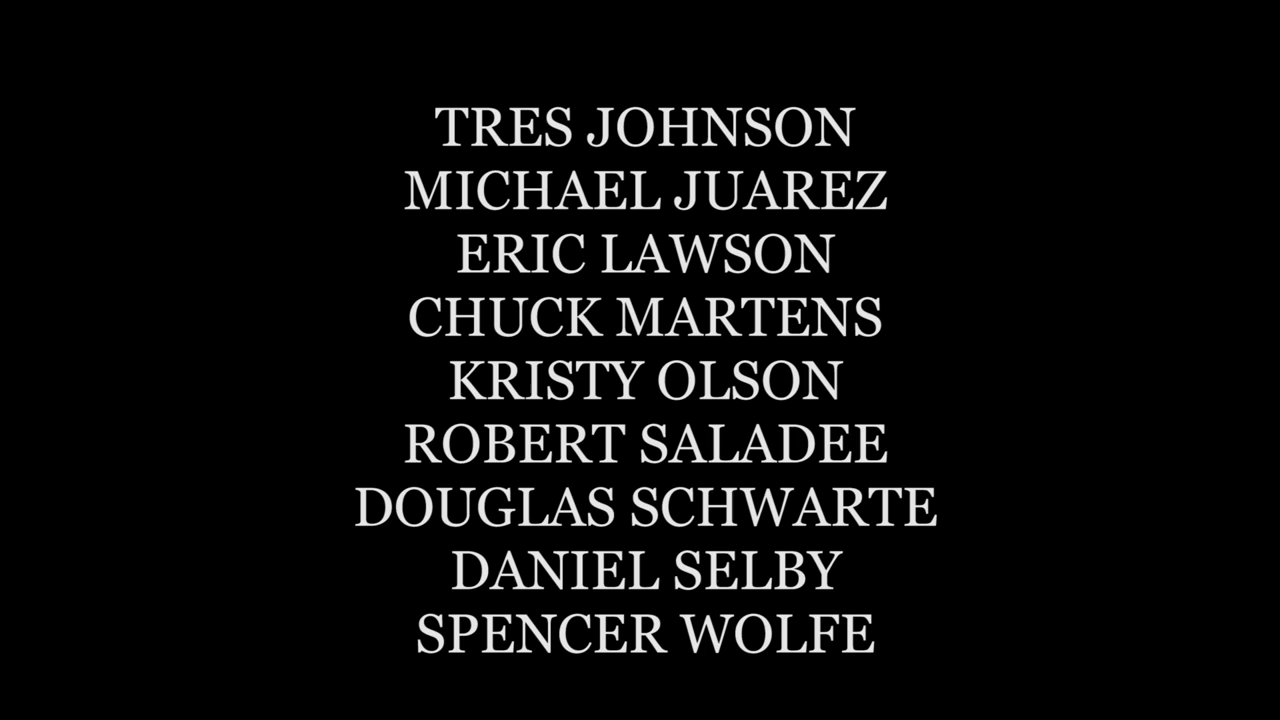 TRES JOHNSON
MICHAEL JUAREZ
ERIC LAWSON
CHUCK MARTENS
KRISTY OLSON
ROBERT SALADEE
DOUGLAS SCHWARTE
DANIEL SELBY
SPENCER WOLFE